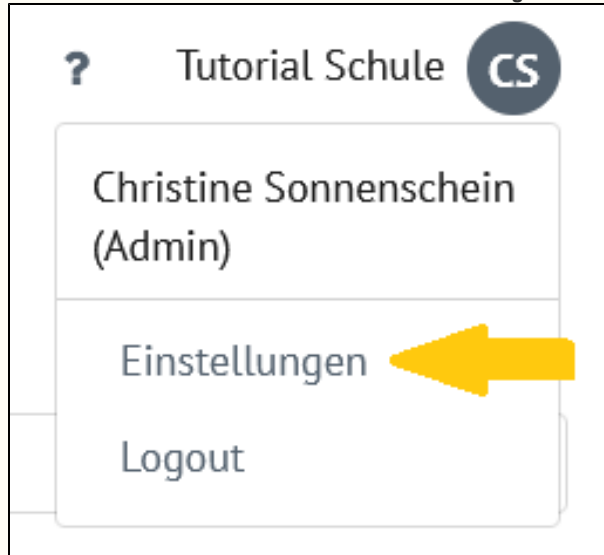 ? Tutorial Schule CS
Christine Sonnenschein
(Admin)
Einstellungen
Logout